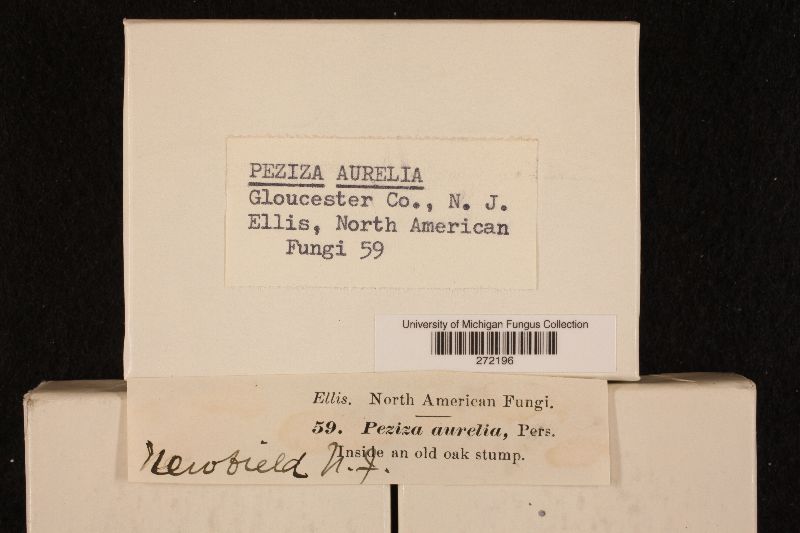 PEZIZA AURELIA
Gloucester Co., N. J.
Ellis, North American
Fungi 59
University of Michigan Fungus Collection
272196
Ellis. North American Fungi.
59. Peziza aurelia, Pers.
Inside an old oak stump.
Newfield N.J.